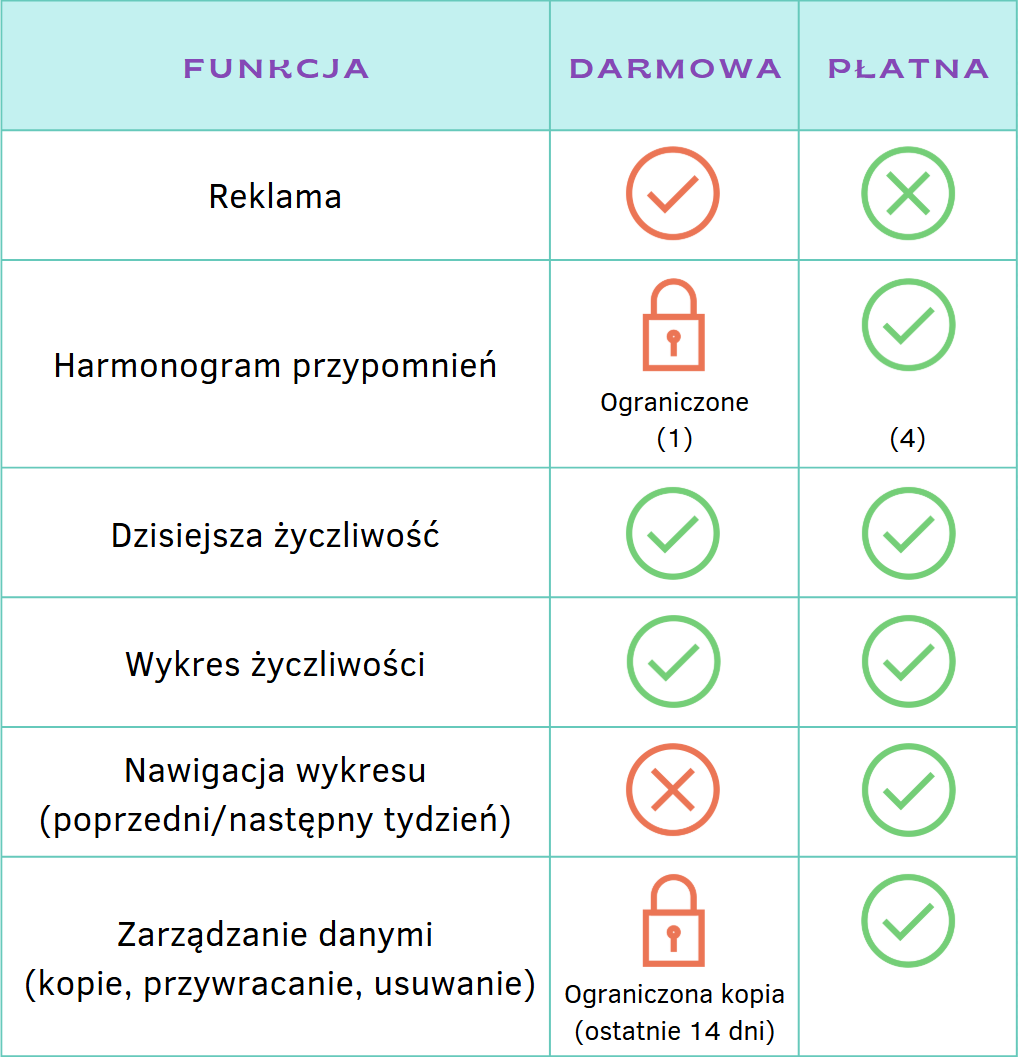 FUNKCJA DARMOWA PŁATNA
Reklama
Harmonogram przypomnień
Ograniczone
(1) (4)
Dzisiejsza życzliwość
Wykres życzliwości
Nawigacja wykresu
(poprzedni/następny tydzień)
Zarządzanie danymi
(kopie, przywracanie, usuwanie)
Ograniczona kopia
(ostatnie 14 dni)